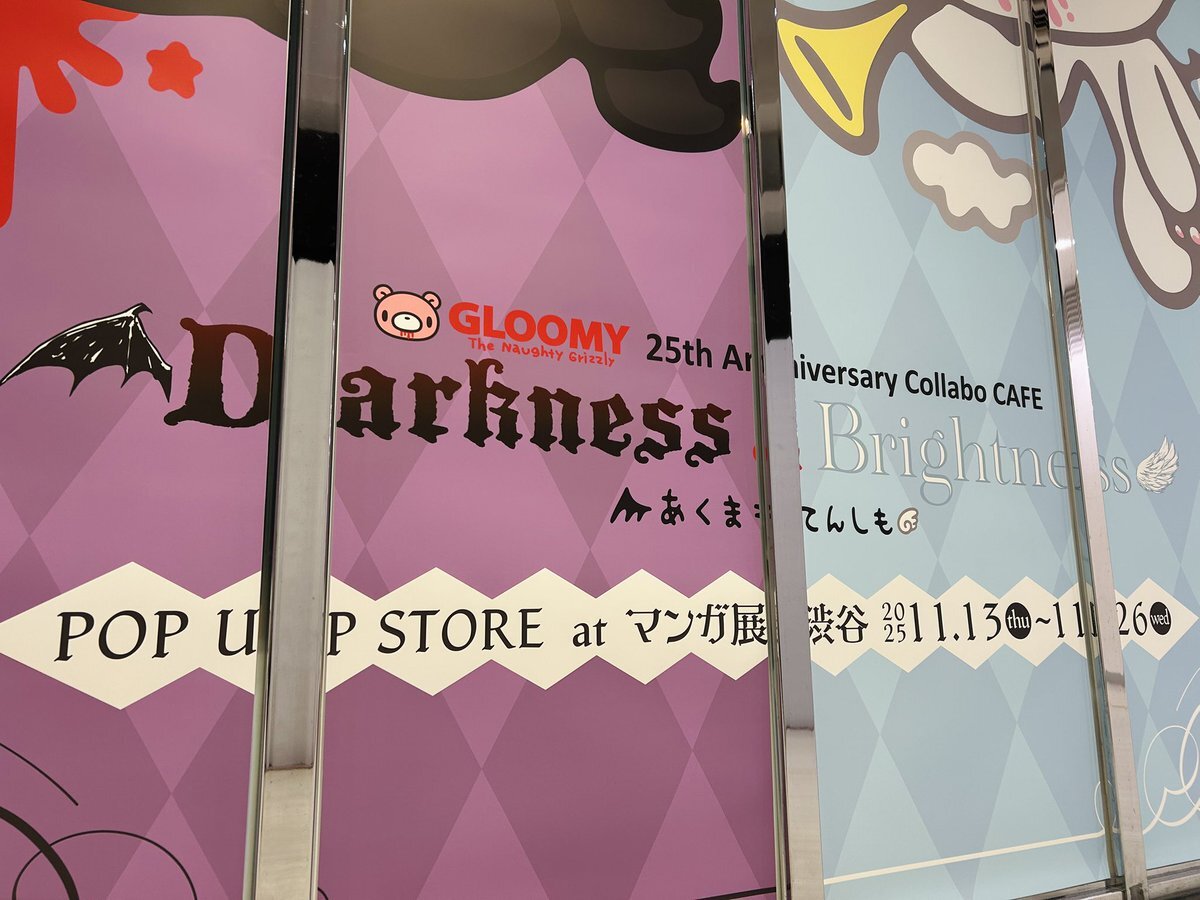 GLOOMY
The Naughty Grizzly
25th Anniversary Collabo CAFE
Darkness & Brightness
あくま てんしも
POP UP STORE at マンガ展 渋谷 2025 11.13 thu ~ 11.26 wed